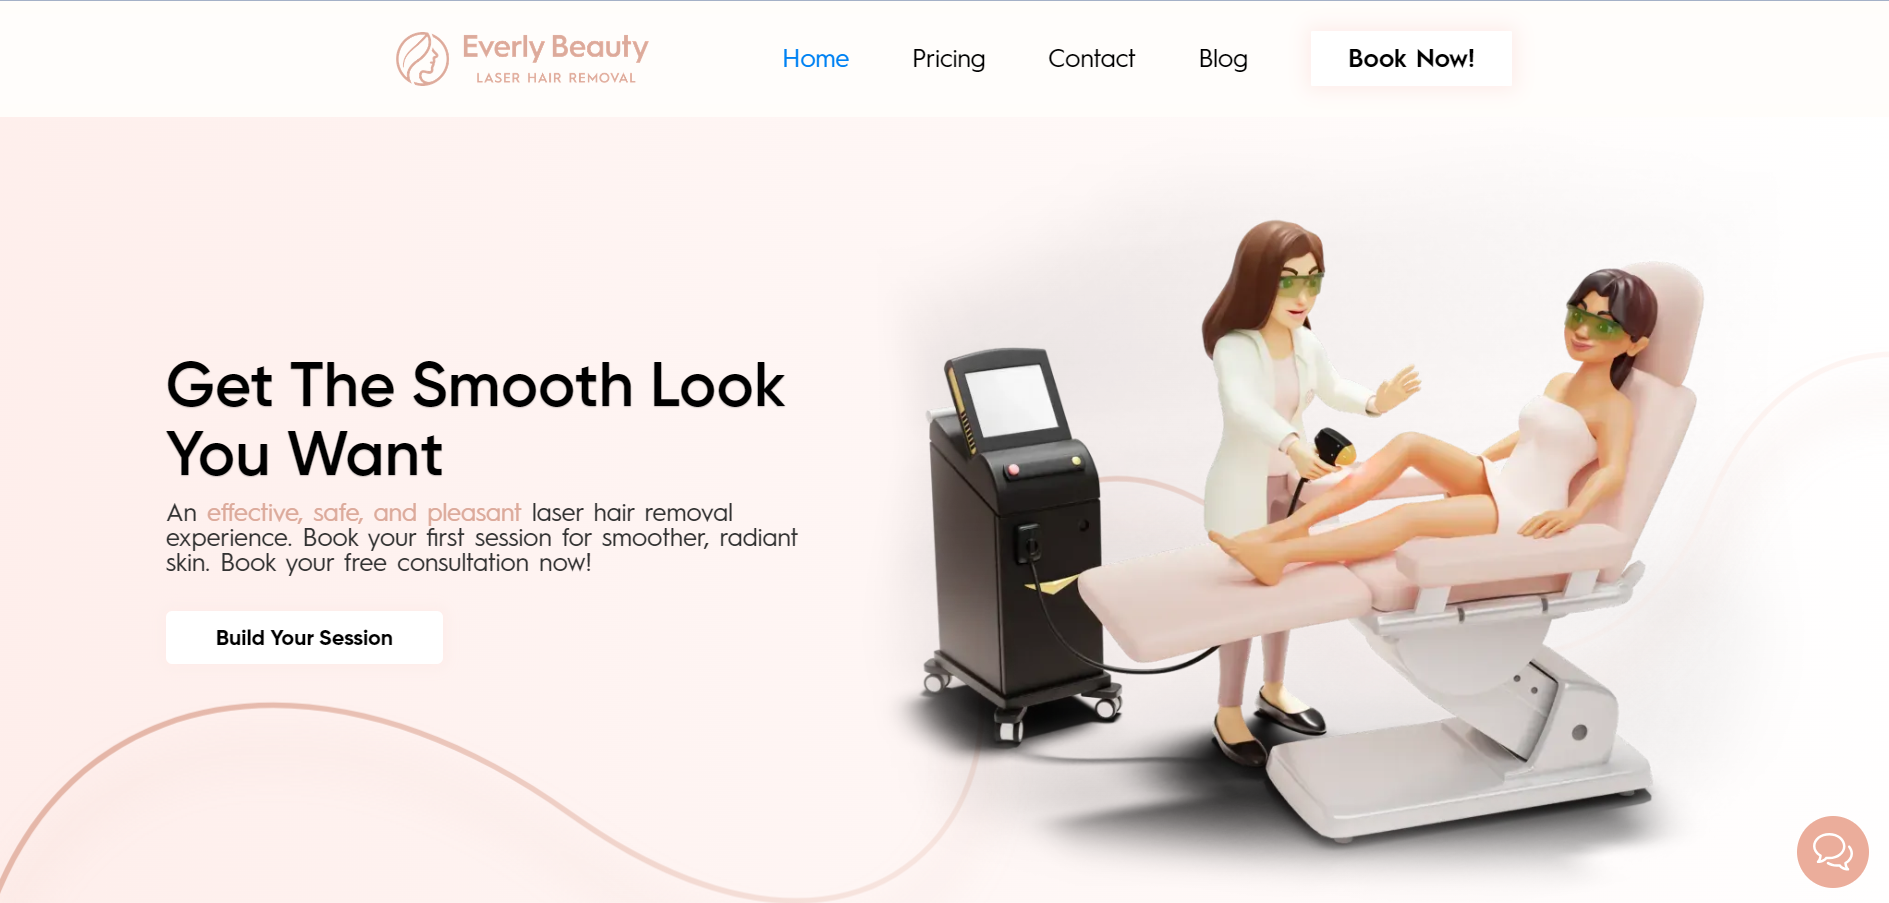 Everly Beauty
LASER HAIR REMOVAL
Home
Pricing
Contact
Blog
Book Now!
Get The Smooth Look
You Want
An effective, safe, and pleasant laser hair removal
experience. Book your first session for smoother, radiant
skin. Book your free consultation now!
Build Your Session